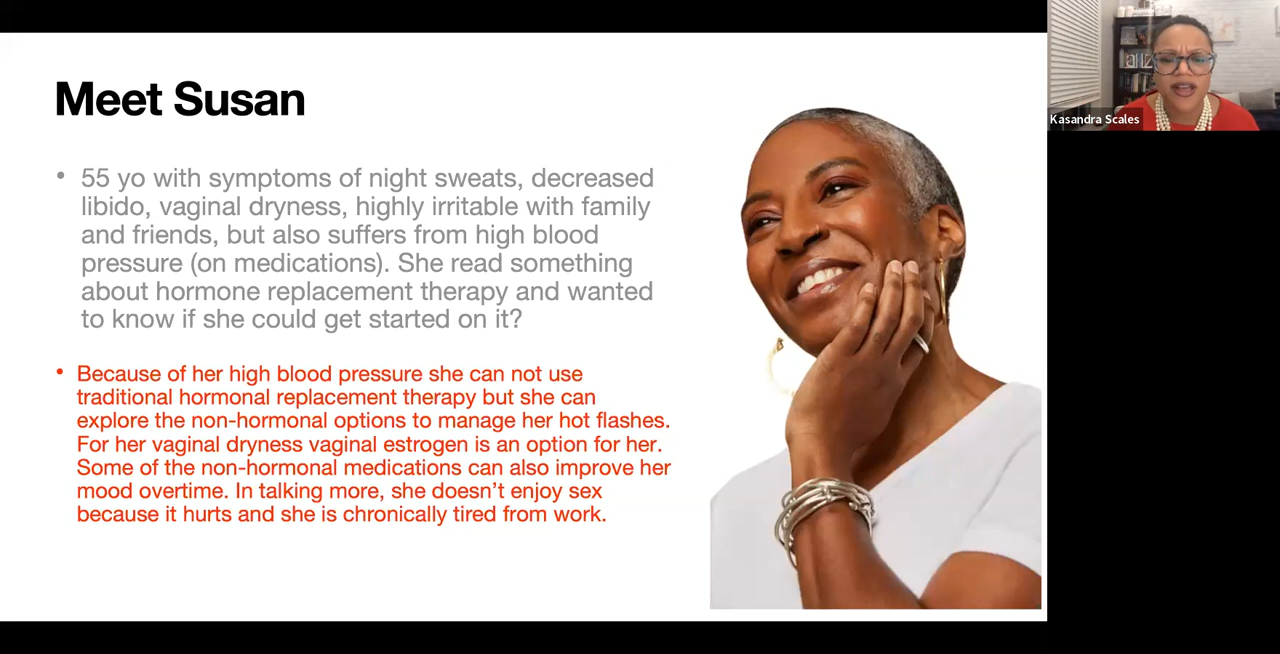 Meet Susan
• 55 yo with symptoms of night sweats, decreased
libido, vaginal dryness, highly irritable with family
and friends, but also suffers from high blood
pressure (on medications). She read something
about hormone replacement therapy and wanted
to know if she could get started on it?
• Because of her high blood pressure she can not use
traditional hormonal replacement therapy but she can
explore the non-hormonal options to manage her hot flashes.
For her vaginal dryness vaginal estrogen is an option for her.
Some of the non-hormonal medications can also improve her
mood overtime. In talking more, she doesn’t enjoy sex
because it hurts and she is chronically tired from work.
Kasandra Scales